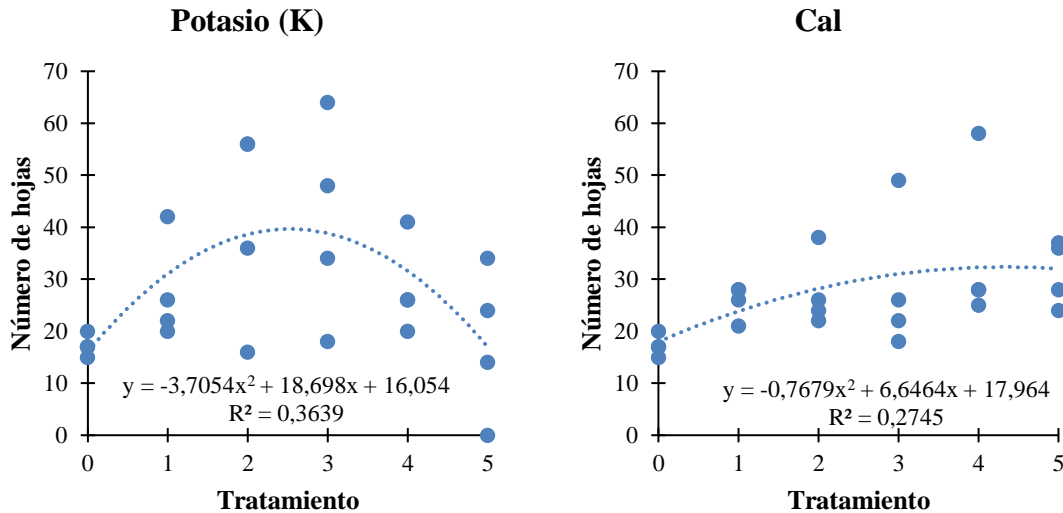 Potasio (K)
Número de hojas
70
60
50
40
30
20
10
0
y = -3,7054x² + 18,698x + 16,054
R² = 0,3639
0 1 2 3 4 5
Tratamiento
Cal
Número de hojas
70
60
50
40
30
20
10
0
y = -0,7679x² + 6,6464x + 17,964
R² = 0,2745
0 1 2 3 4 5
Tratamiento